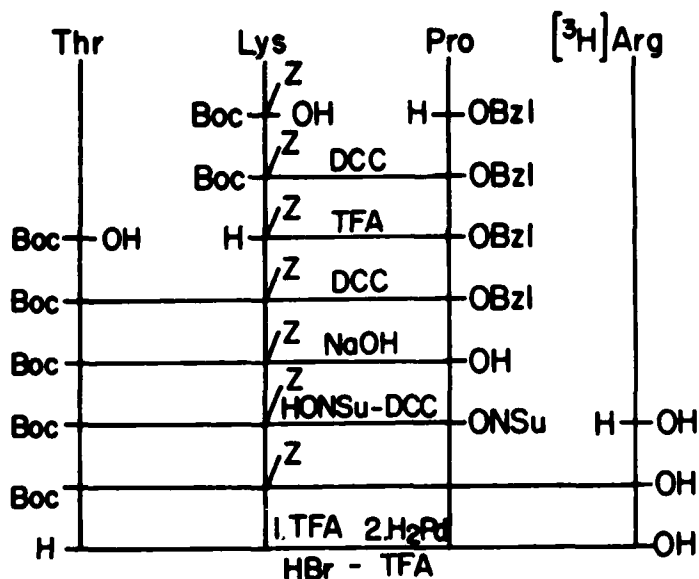 Thr Lys Pro [³H]Arg
Z
Boc OH H OBzl
Z
Boc DCC OBzl
Z
Boc OH H TFA OBzl
Z
Boc DCC OBzl
Z
Boc NaOH OH
Z
Boc HONSu-DCC ONSu H OH
Z
Boc OH
H 1.TFA 2.H₂Pd OH
HBr - TFA